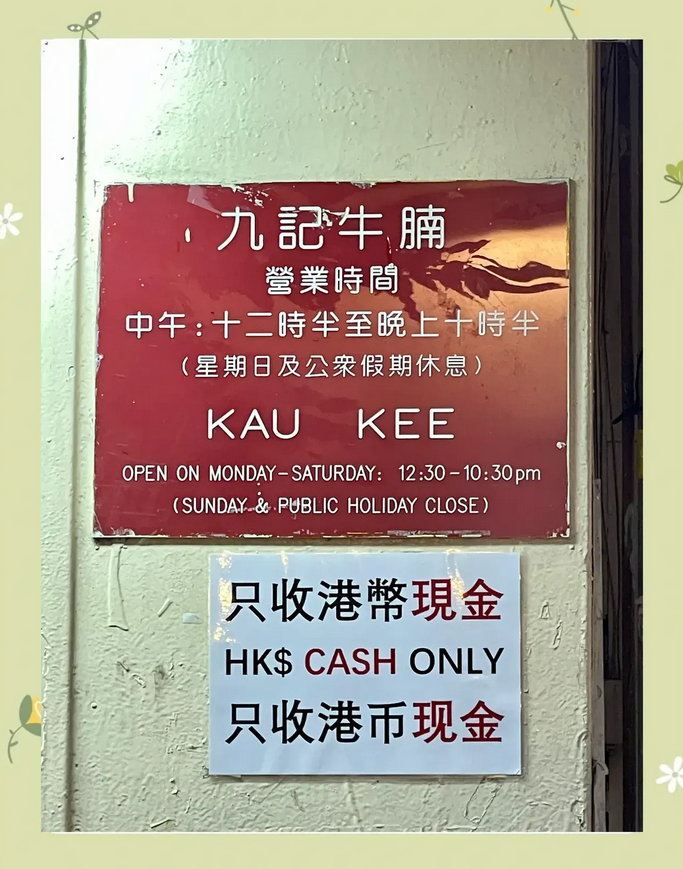 九記牛腩
營業時間
中午:十二時半至晚上十時半
(星期日及公衆假期休息)
KAU KEE
OPEN ON MONDAY-SATURDAY: 12:30-10:30pm
(SUNDAY & PUBLIC HOLIDAY CLOSE)
只收港幣現金
HK$ CASH ONLY
只收港币现金